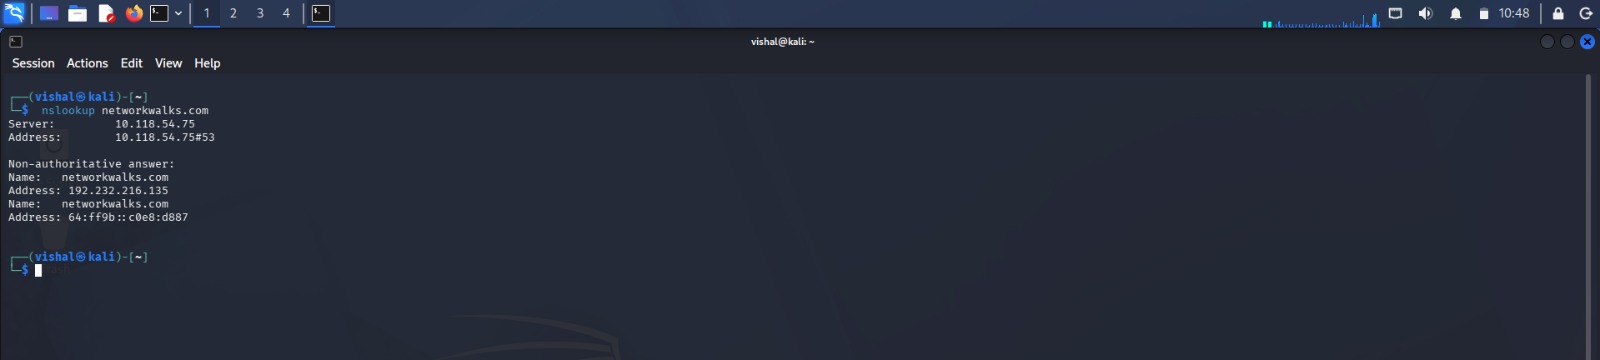 1 2 3 4 10:48
vishal@kali: ~
Session Actions Edit View Help
┌──(vishal㉿kali)-[~]
└─$ nslookup networkwalks.com
Server: 10.118.54.75
Address: 10.118.54.75#53
Non-authoritative answer:
Name: networkwalks.com
Address: 192.232.216.135
Name: networkwalks.com
Address: 64:ff9b::c0e8:d887
┌──(vishal㉿kali)-[~]
└─$